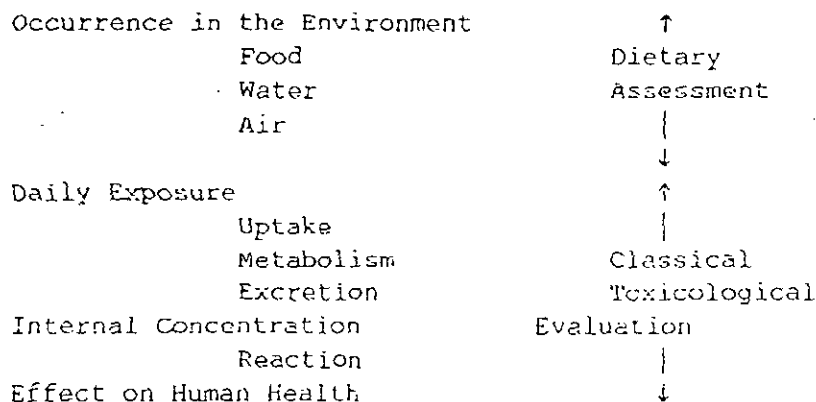 Occurrence in the Environment ↑
Food Dietary
Water Assessment
Air |
↓
Daily Exposure ↑
Uptake |
Metabolism Classical
Excretion Toxicological
Internal Concentration Evaluation
Reaction |
Effect on Human Health ↓